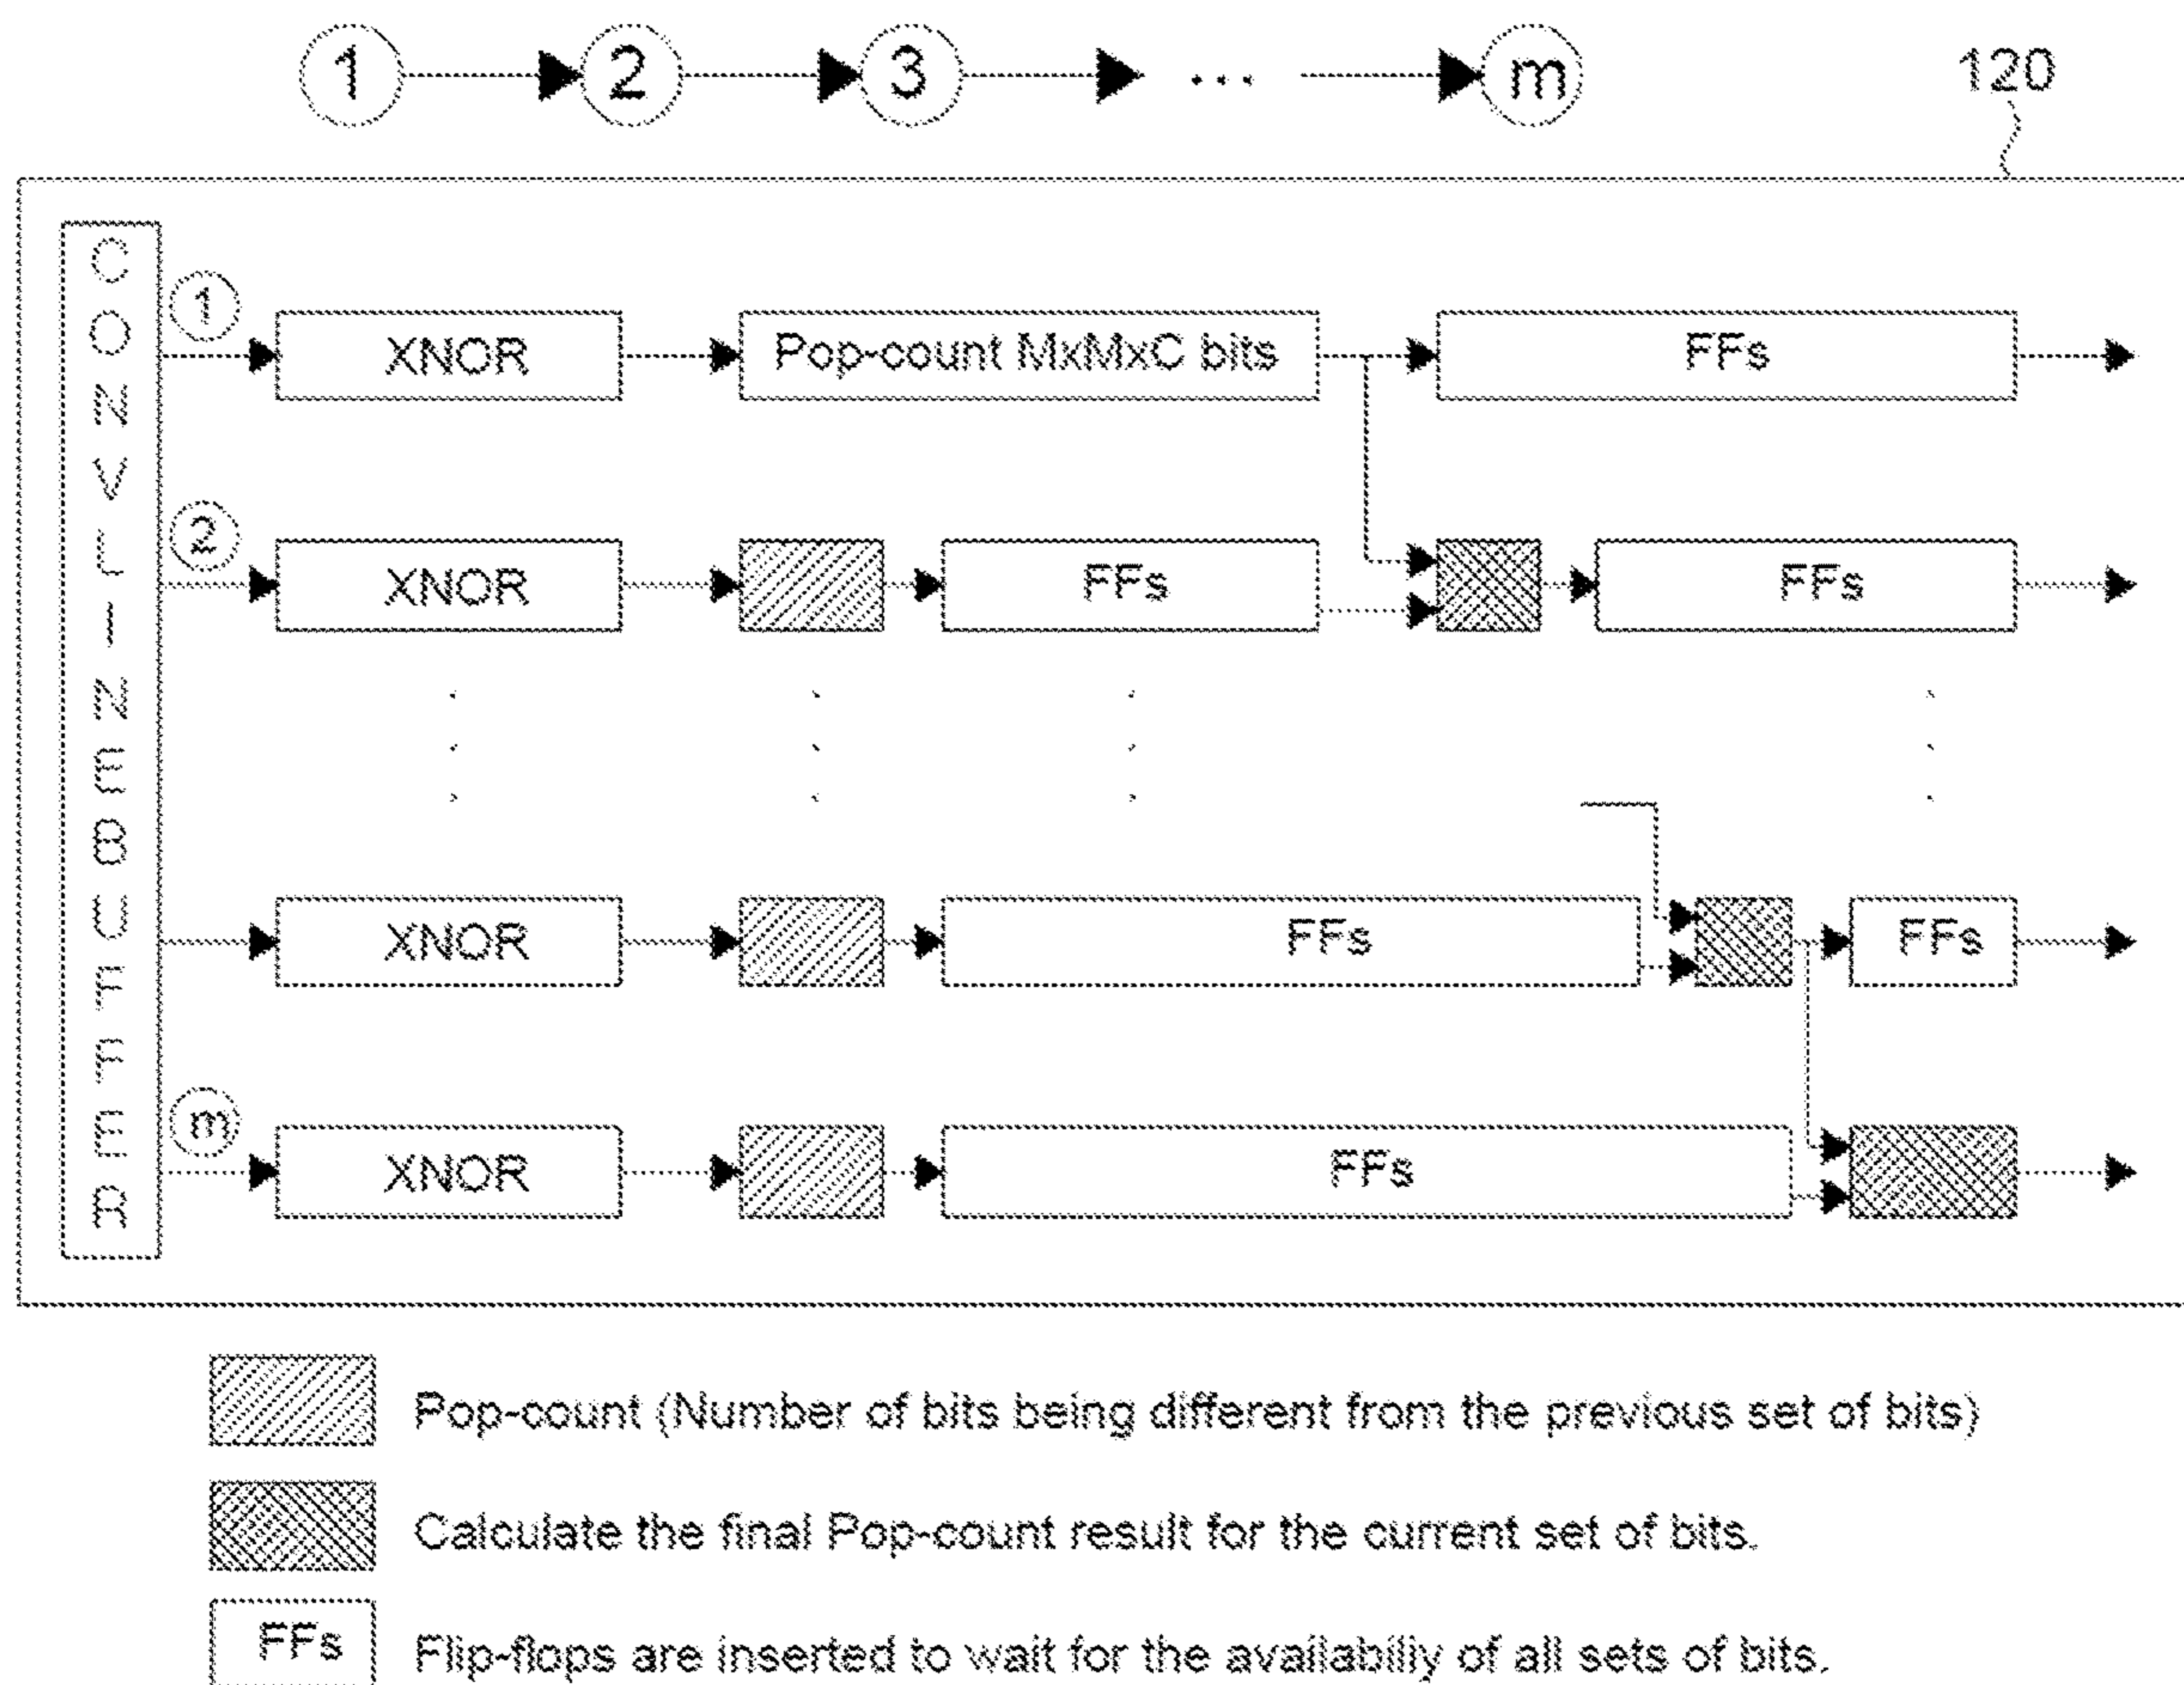 1 2 3 ... m
120
CONV LINE BUFFER
1
XNOR
Pop-count MxMxC bits
FFs
2
XNOR
FFs
FFs
XNOR
FFs
FFs
m
XNOR
FFs
Pop-count (Number of bits being different from the previous set of bits)
Calculate the final Pop-count result for the current set of bits.
FFs
Flip-flops are inserted to wait for the availabiliy of all sets of bits.